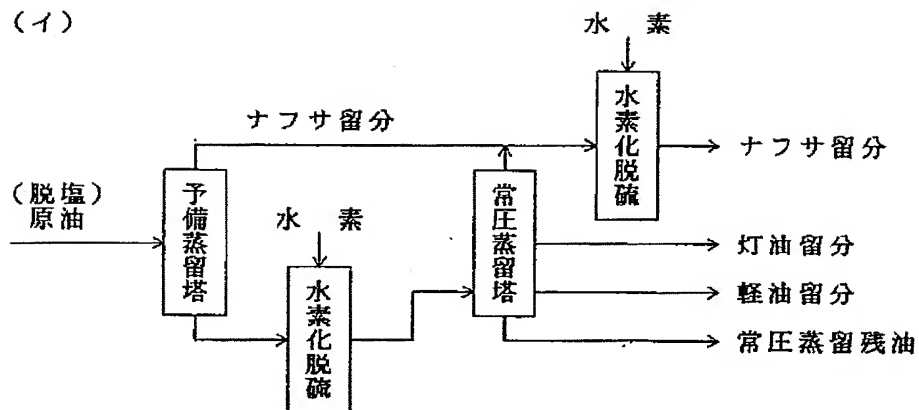 (イ)
水 素
水素化脱硫
ナフサ留分
ナフサ留分
(脱塩)
原油
予備蒸留塔
水 素
水素化脱硫
常圧蒸留塔
灯油留分
軽油留分
常圧蒸留残油